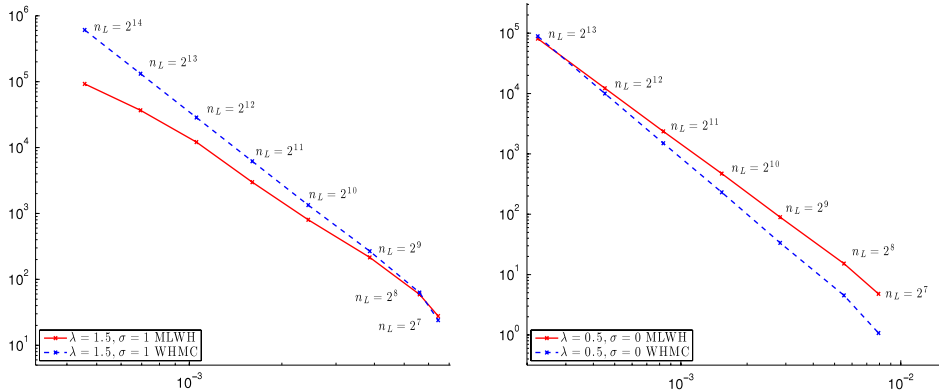 10^6
n_L = 2^{14}
n_L = 2^{13}
10^5
n_L = 2^{12}
10^4
n_L = 2^{11}
n_L = 2^{10}
10^3
n_L = 2^9
10^2
n_L = 2^8
n_L = 2^7
10^1
λ = 1.5, σ = 1 MLWH
λ = 1.5, σ = 1 WHMC
10^{-3}
10^5
n_L = 2^{13}
10^4
n_L = 2^{12}
n_L = 2^{11}
10^3
n_L = 2^{10}
10^2
n_L = 2^9
n_L = 2^8
10^1
n_L = 2^7
10^0
λ = 0.5, σ = 0 MLWH
λ = 0.5, σ = 0 WHMC
10^{-3}
10^{-2}